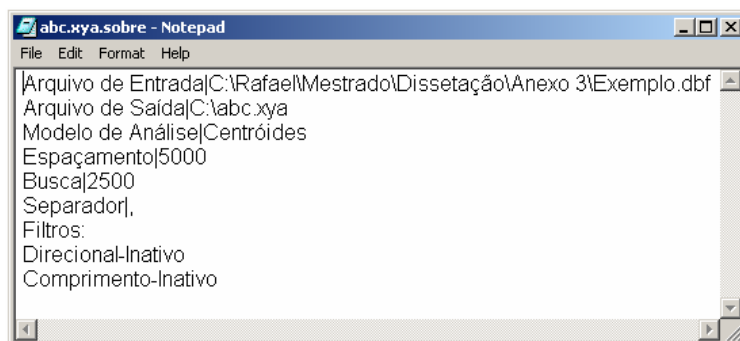 abc.xya.sobre - Notepad
File Edit Format Help
Arquivo de Entrada|C:\Rafael\Mestrado\Dissetação\Anexo 3\Exemplo.dbf
Arquivo de Saída|C:\abc.xya
Modelo de Análise|Centróides
Espaçamento|5000
Busca|2500
Separador|,
Filtros:
Direcional-Inativo
Comprimento-Inativo